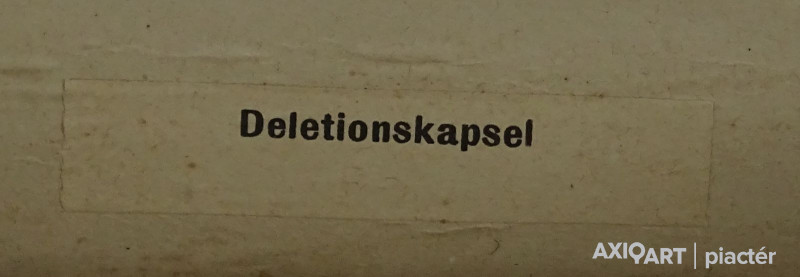 Deletionskapsel
AXIOART | piactér